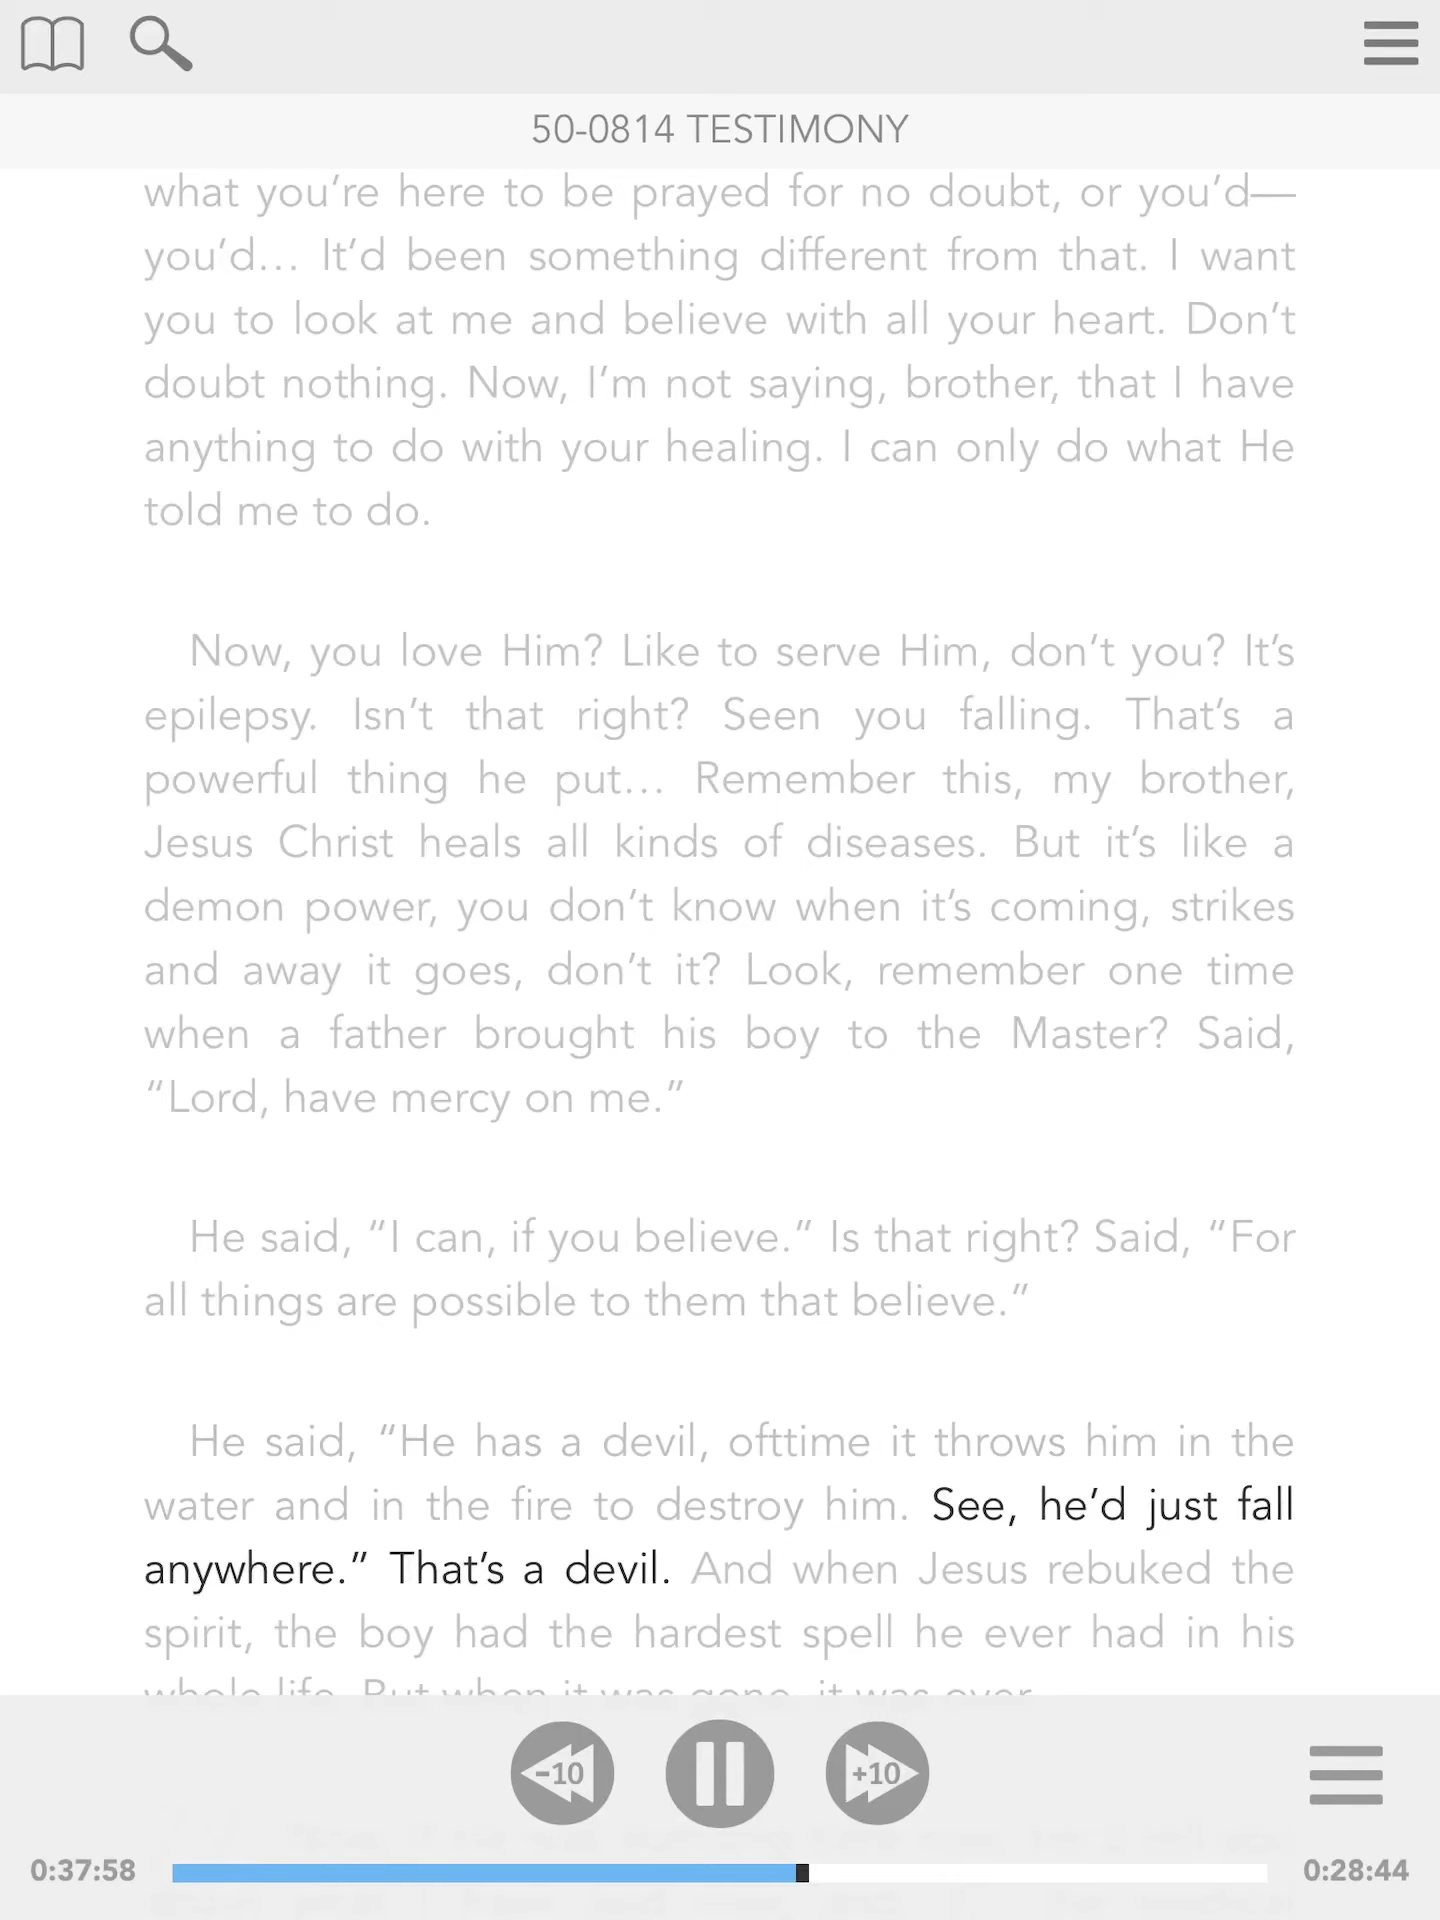 50-0814 TESTIMONY
what you’re here to be prayed for no doubt, or you’d—
you’d… It’d been something different from that. I want
you to look at me and believe with all your heart. Don’t
doubt nothing. Now, I’m not saying, brother, that I have
anything to do with your healing. I can only do what He
told me to do.
Now, you love Him? Like to serve Him, don’t you? It’s
epilepsy. Isn’t that right? Seen you falling. That’s a
powerful thing he put… Remember this, my brother,
Jesus Christ heals all kinds of diseases. But it’s like a
demon power, you don’t know when it’s coming, strikes
and away it goes, don’t it? Look, remember one time
when a father brought his boy to the Master? Said,
“Lord, have mercy on me.”
He said, “I can, if you believe.” Is that right? Said, “For
all things are possible to them that believe.”
He said, “He has a devil, ofttime it throws him in the
water and in the fire to destroy him. See, he’d just fall
anywhere.” That’s a devil. And when Jesus rebuked the
spirit, the boy had the hardest spell he ever had in his
whole life. But when it was gone, it was over.
-10 +10
0:37:58 0:28:44